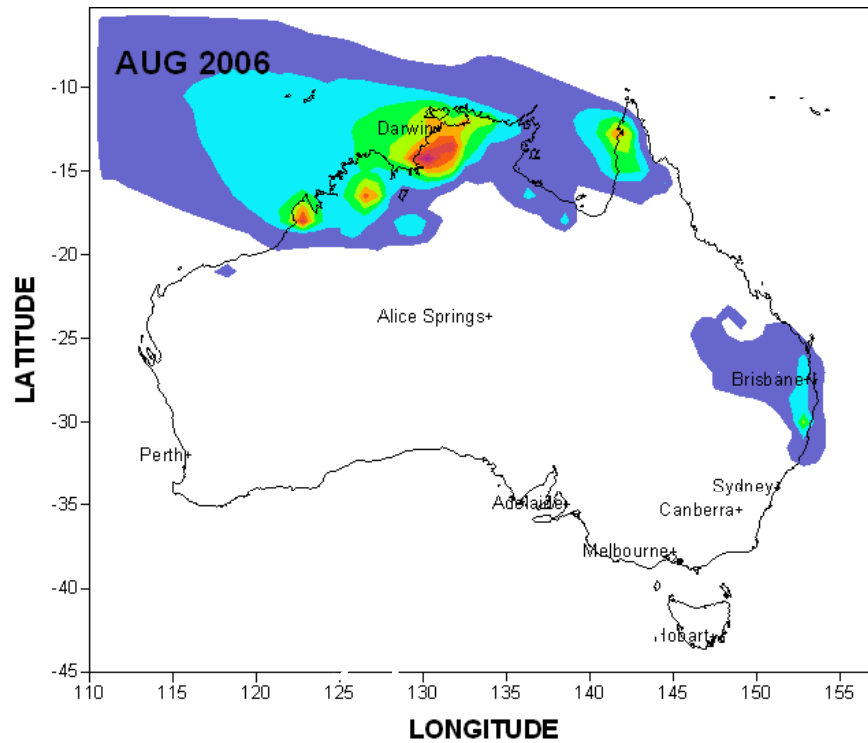 AUG 2006
-10
Darwin
-15
-20
Alice Springs+
-25
LATITUDE
Brisbane+
-30
Perth+
Sydney+
-35
Adelaide+
Canberra+
Melbourne+
-40
Hobart+
-45
110 115 120 125 130 135 140 145 150 155
LONGITUDE